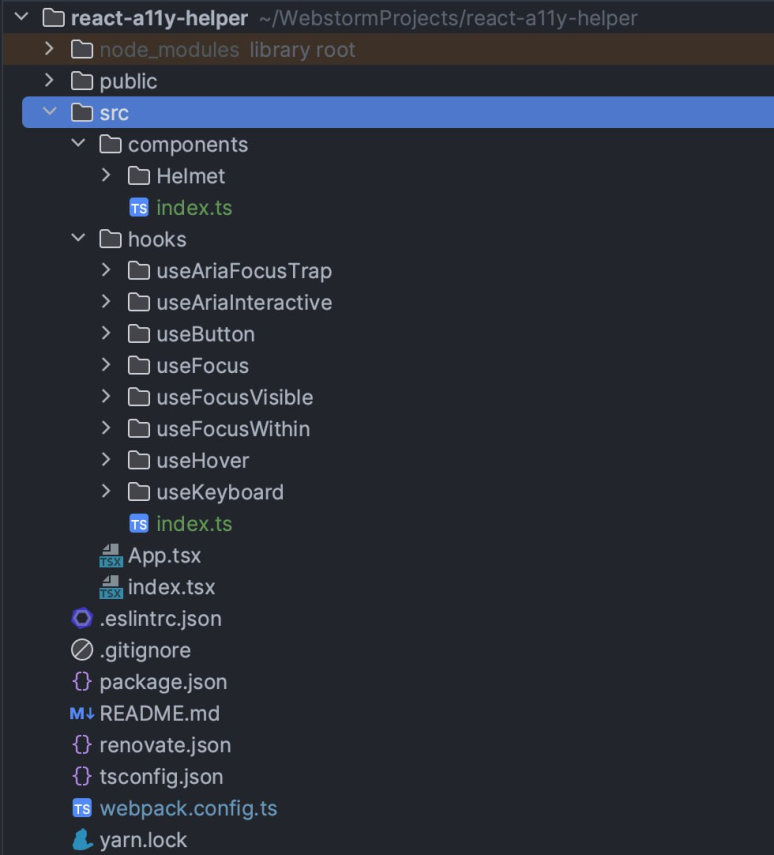 react-a11y-helper ~/WebstormProjects/react-a11y-helper
node_modules library root
public
src
components
Helmet
TS index.ts
hooks
useAriaFocusTrap
useAriaInteractive
useButton
useFocus
useFocusVisible
useFocusWithin
useHover
useKeyboard
TS index.ts
TSX App.tsx
TSX index.tsx
.eslintrc.json
.gitignore
{} package.json
M↓ README.md
{} renovate.json
{} tsconfig.json
TS webpack.config.ts
yarn.lock